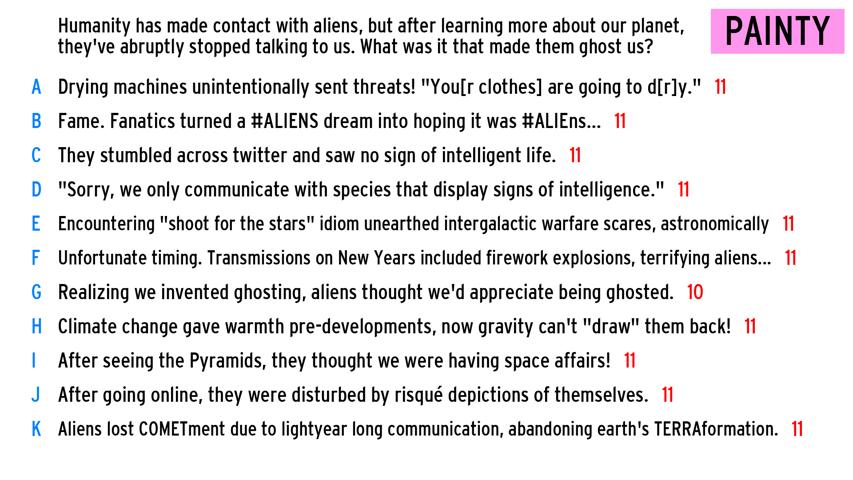 Humanity has made contact with aliens, but after learning more about our planet,
they've abruptly stopped talking to us. What was it that made them ghost us?
PAINTY
A Drying machines unintentionally sent threats! "You[r clothes] are going to d[r]y." 11
B Fame. Fanatics turned a #ALIENS dream into hoping it was #ALIEns... 11
C They stumbled across twitter and saw no sign of intelligent life. 11
D "Sorry, we only communicate with species that display signs of intelligence." 11
E Encountering "shoot for the stars" idiom unearthed intergalactic warfare scares, astronomically 11
F Unfortunate timing. Transmissions on New Years included firework explosions, terrifying aliens... 11
G Realizing we invented ghosting, aliens thought we'd appreciate being ghosted. 10
H Climate change gave warmth pre-developments, now gravity can't "draw" them back! 11
I After seeing the Pyramids, they thought we were having space affairs! 11
J After going online, they were disturbed by risqué depictions of themselves. 11
K Aliens lost COMETment due to lightyear long communication, abandoning earth's TERRAformation. 11